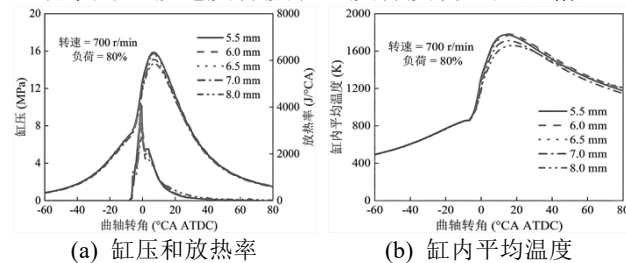 转速 = 700 r/min
负荷 = 80%
5.5 mm
6.0 mm
6.5 mm
7.0 mm
8.0 mm
缸压 (MPa)
20
16
12
8
4
0
放热率 (J/°CA)
8000
6000
4000
2000
0
-60 -40 -20 0 20 40 60 80
曲轴转角 (°CA ATDC)
(a) 缸压和放热率
转速 = 700 r/min
负荷 = 80%
5.5 mm
6.0 mm
6.5 mm
7.0 mm
8.0 mm
缸内平均温度 (K)
2000
1600
1200
800
400
0
-60 -40 -20 0 20 40 60 80
曲轴转角 (°CA ATDC)
(b) 缸内平均温度